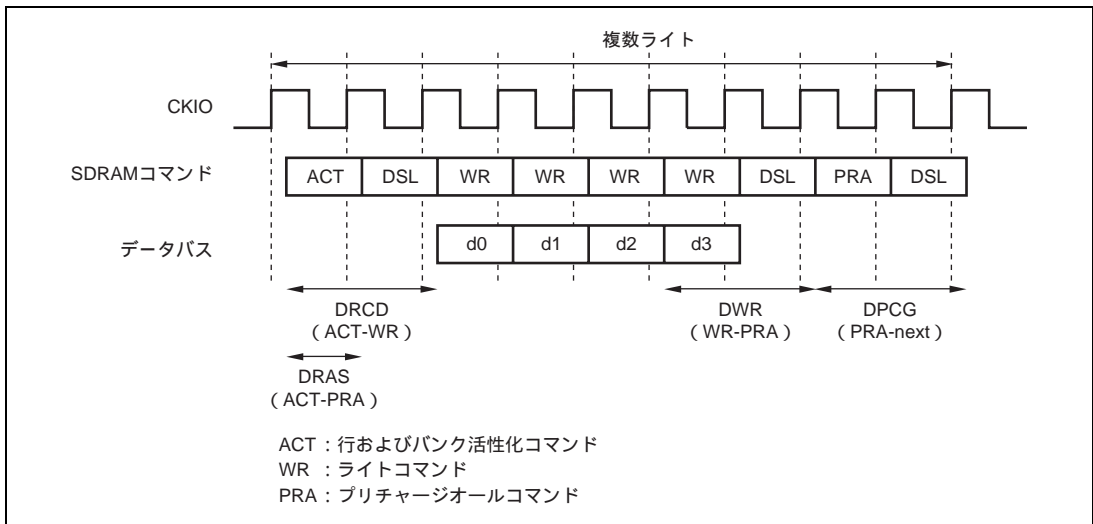 複数ライト
CKIO
SDRAMコマンド
ACT DSL WR WR WR WR DSL PRA DSL
データバス
d0 d1 d2 d3
DRCD
(ACT-WR)
DWR
(WR-PRA)
DPCG
(PRA-next)
DRAS
(ACT-PRA)
ACT:行およびバンク活性化コマンド
WR :ライトコマンド
PRA:プリチャージオールコマンド